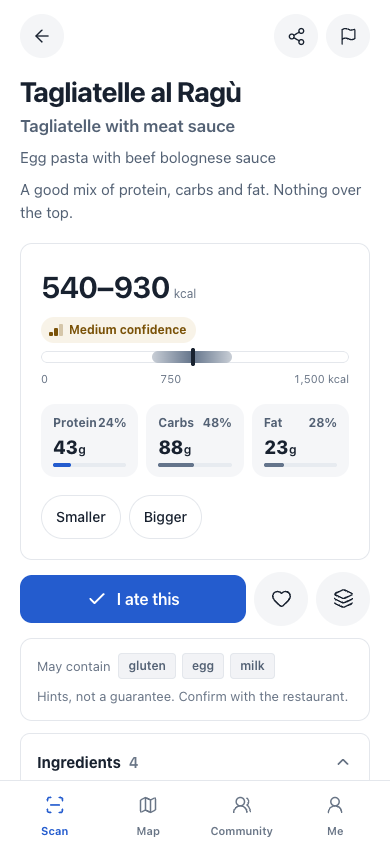 Tagliatelle al Ragù
Tagliatelle with meat sauce
Egg pasta with beef bolognese sauce
A good mix of protein, carbs and fat. Nothing over
the top.
540–930 kcal
Medium confidence
0 750 1,500 kcal
Protein 24% Carbs 48% Fat 28%
43g 88g 23g
Smaller Bigger
I ate this
May contain gluten egg milk
Hints, not a guarantee. Confirm with the restaurant.
Ingredients 4
Scan Map Community Me